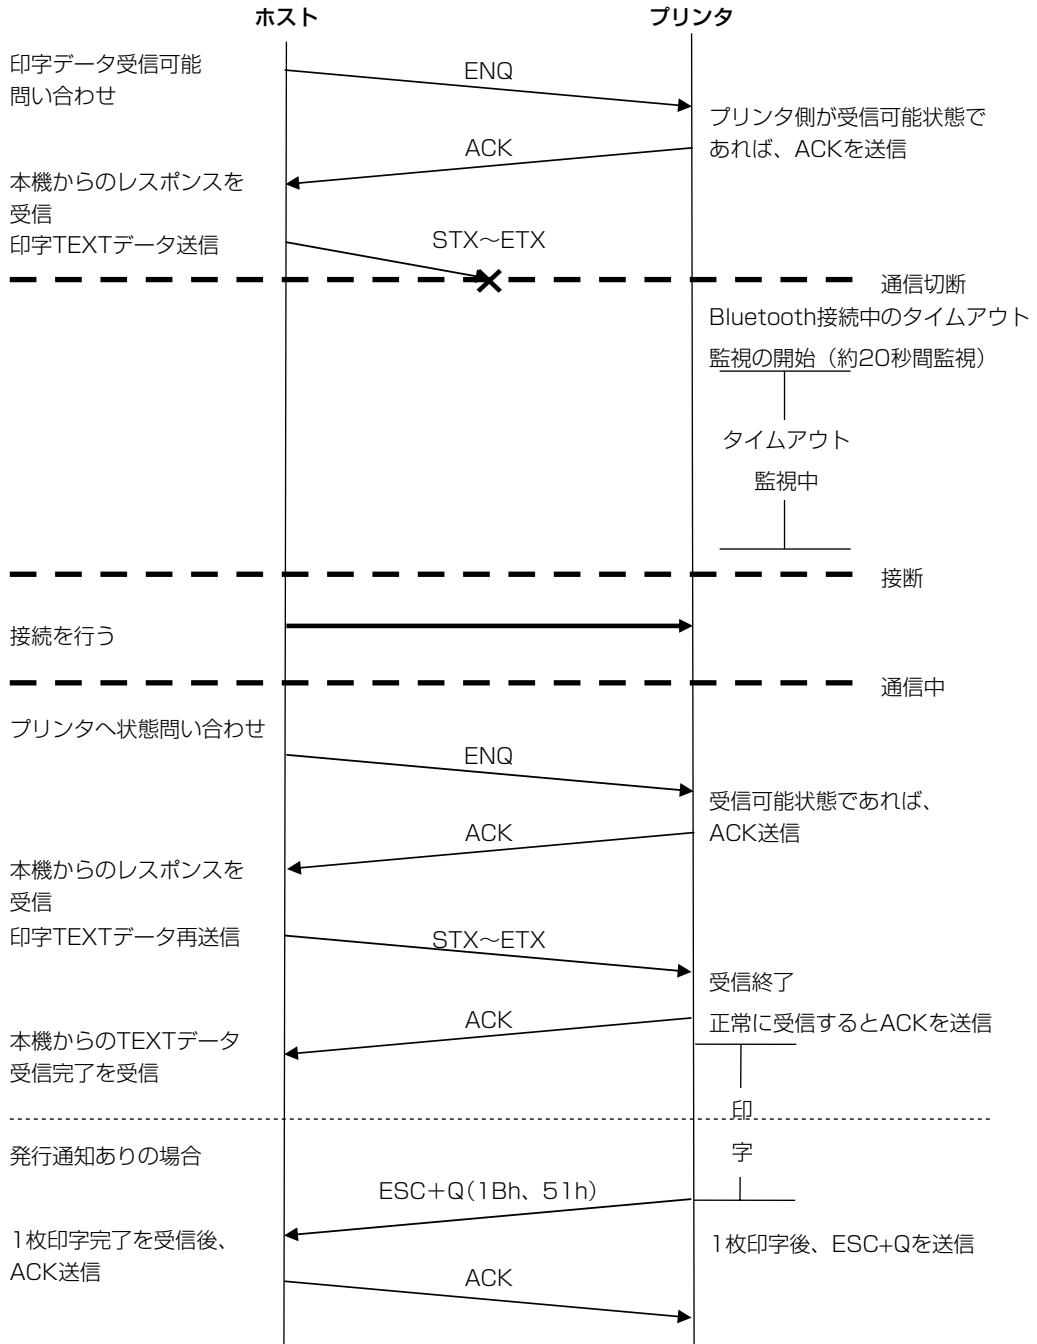 ホスト
プリンタ
印字データ受信可能
問い合わせ
ENQ
プリンタ側が受信可能状態で
あれば、ACKを送信
ACK
本機からのレスポンスを
受信
印字TEXTデータ送信
STX～ETX
通信切断
Bluetooth接続中のタイムアウト
監視の開始（約20秒間監視）
タイムアウト
監視中
接断
接続を行う
通信中
プリンタへ状態問い合わせ
ENQ
受信可能状態であれば、
ACK送信
ACK
本機からのレスポンスを
受信
印字TEXTデータ再送信
STX～ETX
受信終了
正常に受信するとACKを送信
ACK
本機からのTEXTデータ
受信完了を受信
印
字
発行通知ありの場合
ESC＋Q（1Bh、51h）
1枚印字後、ESC+Qを送信
1枚印字完了を受信後、
ACK送信
ACK